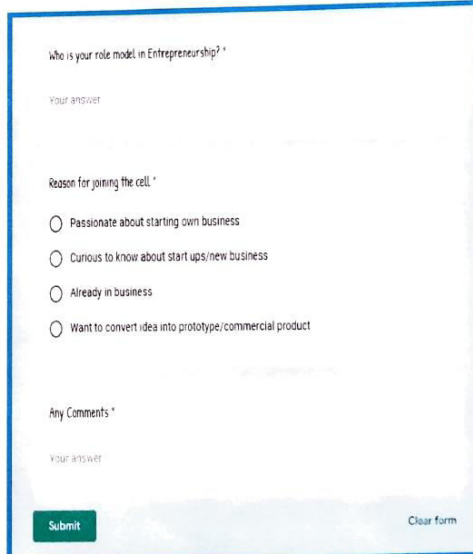 Who is your role model in Entrepreneurship? *
Your answer
Reason for joining the cell *
Passionate about starting own business
Curious to know about start ups/new business
Already in business
Want to convert idea into prototype/commercial product
Any Comments *
Your answer
Submit
Clear form